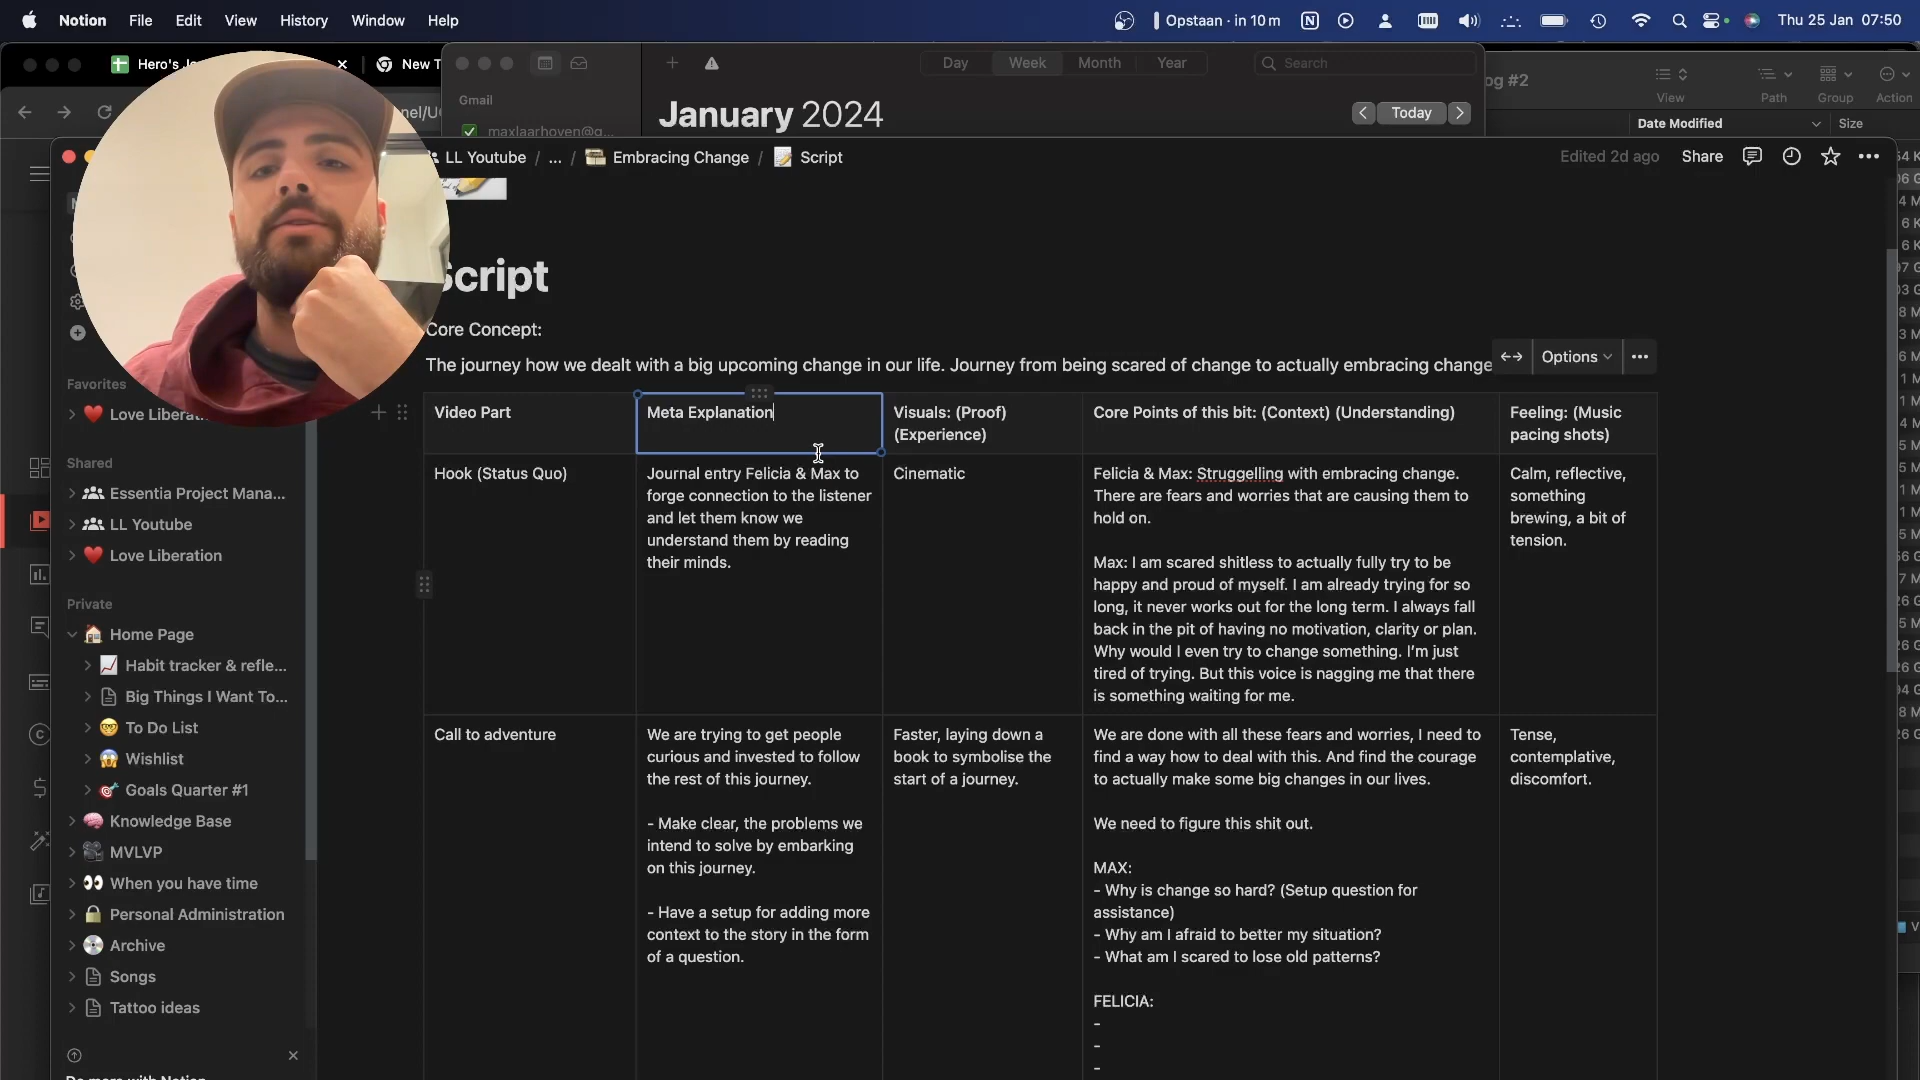 Notion File Edit View History Window Help
Opstaan · in 10 m
Thu 25 Jan 07:50
Hero's
New T
Day Week Month Year
Search
og #2
View Path Group Action
Gmail
maxlaarhoven@g...
January 2024
Today
Date Modified
Size
LL Youtube / ... / Embracing Change / Script
Edited 2d ago
Share
Script
Core Concept:
The journey how we dealt with a big upcoming change in our life. Journey from being scared of change to actually embracing change
Options
Favorites
Love Liberat
Shared
Essentia Project Mana...
LL Youtube
Love Liberation
Private
Home Page
Habit tracker & refle...
Big Things I Want To...
To Do List
Wishlist
Goals Quarter #1
Knowledge Base
MVLVP
When you have time
Personal Administration
Archive
Songs
Tattoo ideas
Do more with Notion
Video Part
Meta Explanation
Visuals: (Proof)
(Experience)
Core Points of this bit: (Context) (Understanding)
Feeling: (Music
pacing shots)
Hook (Status Quo)
Journal entry Felicia & Max to
forge connection to the listener
and let them know we
understand them by reading
their minds.
Cinematic
Felicia & Max: Struggelling with embracing change.
There are fears and worries that are causing them to
hold on.
Max: I am scared shitless to actually fully try to be
happy and proud of myself. I am already trying for so
long, it never works out for the long term. I always fall
back in the pit of having no motivation, clarity or plan.
Why would I even try to change something. I'm just
tired of trying. But this voice is nagging me that there
is something waiting for me.
Calm, reflective,
something
brewing, a bit of
tension.
Call to adventure
We are trying to get people
curious and invested to follow
the rest of this journey.
- Make clear, the problems we
intend to solve by embarking
on this journey.
- Have a setup for adding more
context to the story in the form
of a question.
Faster, laying down a
book to symbolise the
start of a journey.
We are done with all these fears and worries, I need to
find a way how to deal with this. And find the courage
to actually make some big changes in our lives.
We need to figure this shit out.
MAX:
- Why is change so hard? (Setup question for
assistance)
- Why am I afraid to better my situation?
- What am I scared to lose old patterns?
FELICIA:
-
-
-
Tense,
contemplative,
discomfort.